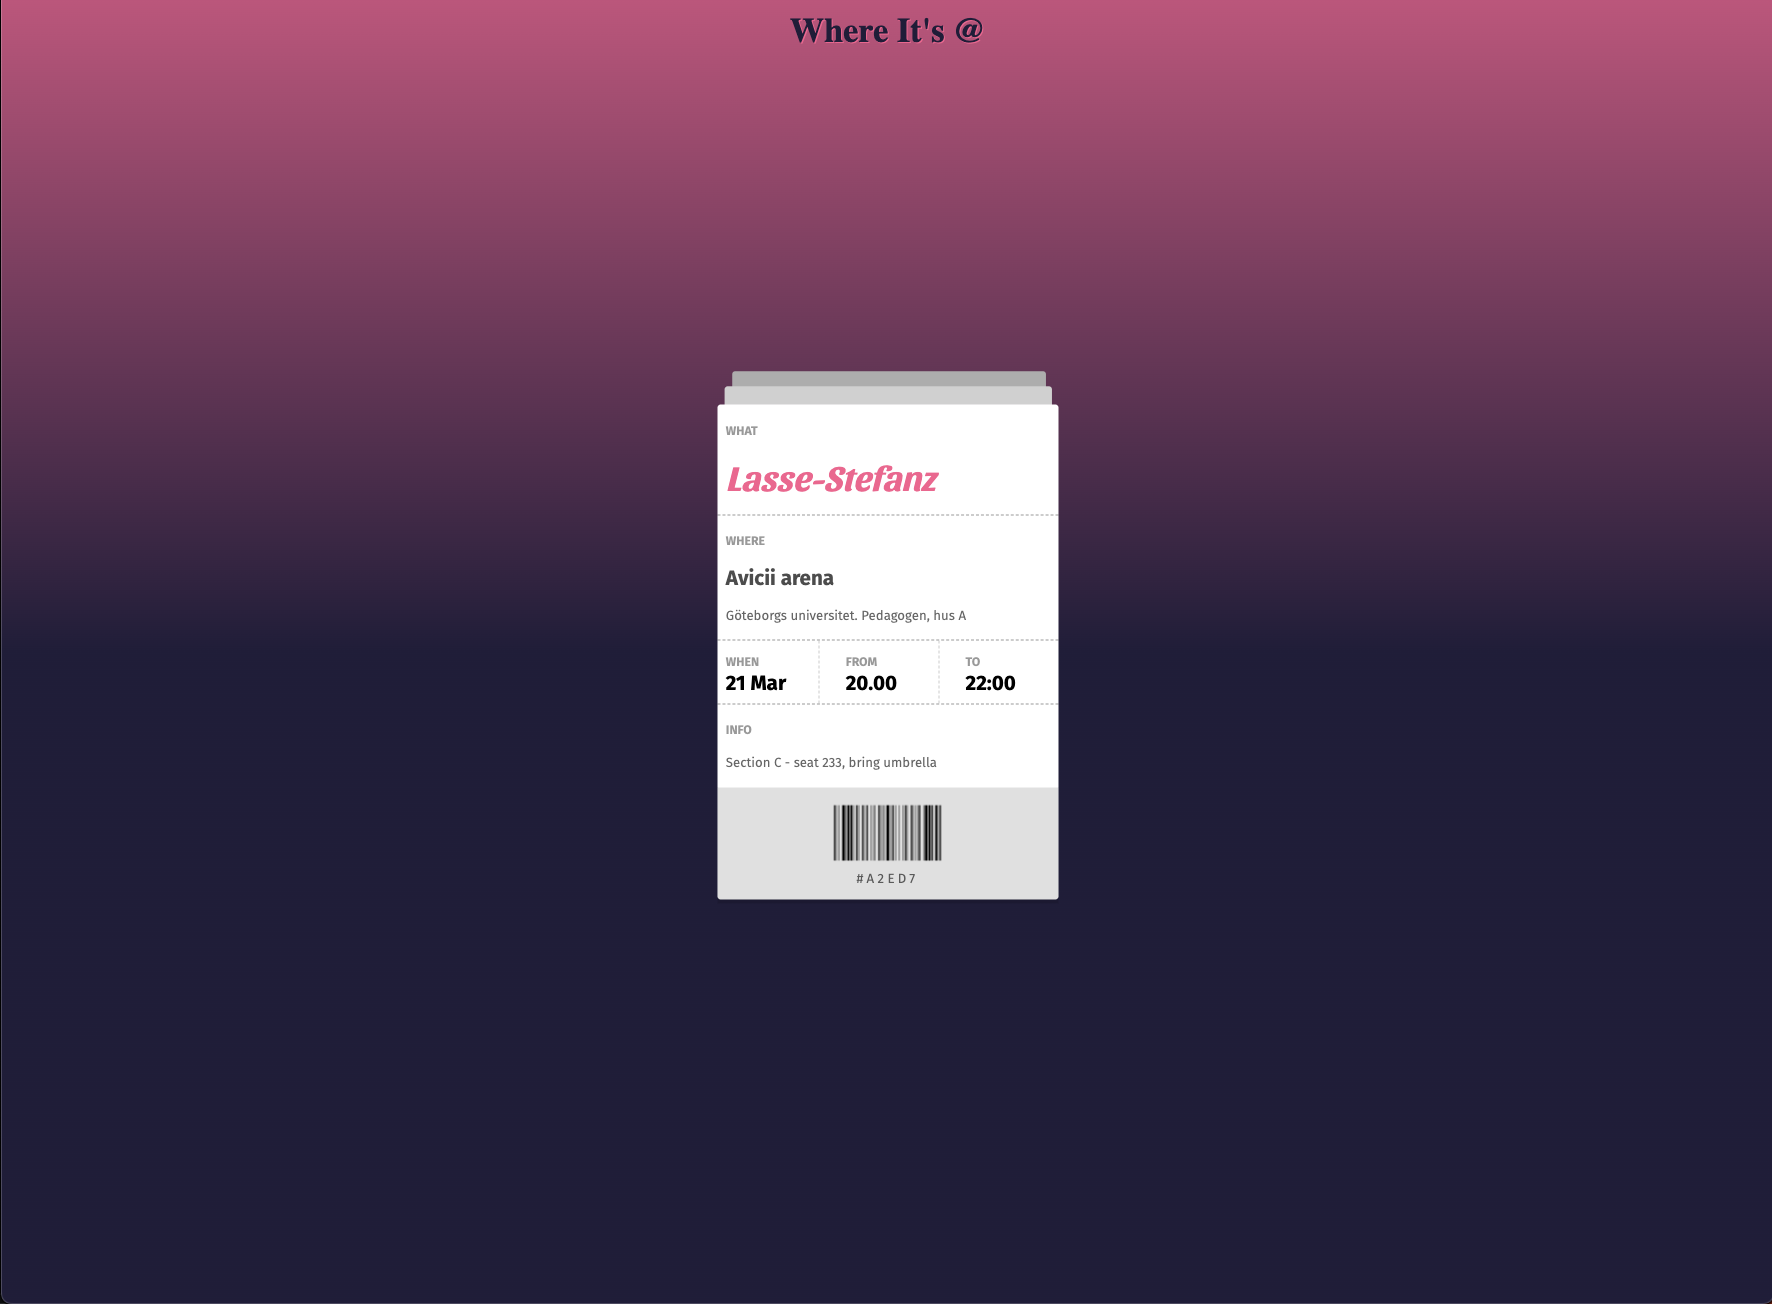 Where It's @
WHAT
Lasse-Stefanz
WHERE
Avicii arena
Göteborgs universitet. Pedagogen, hus A
WHEN FROM TO
21 Mar 20.00 22:00
INFO
Section C - seat 233, bring umbrella
#A2ED7